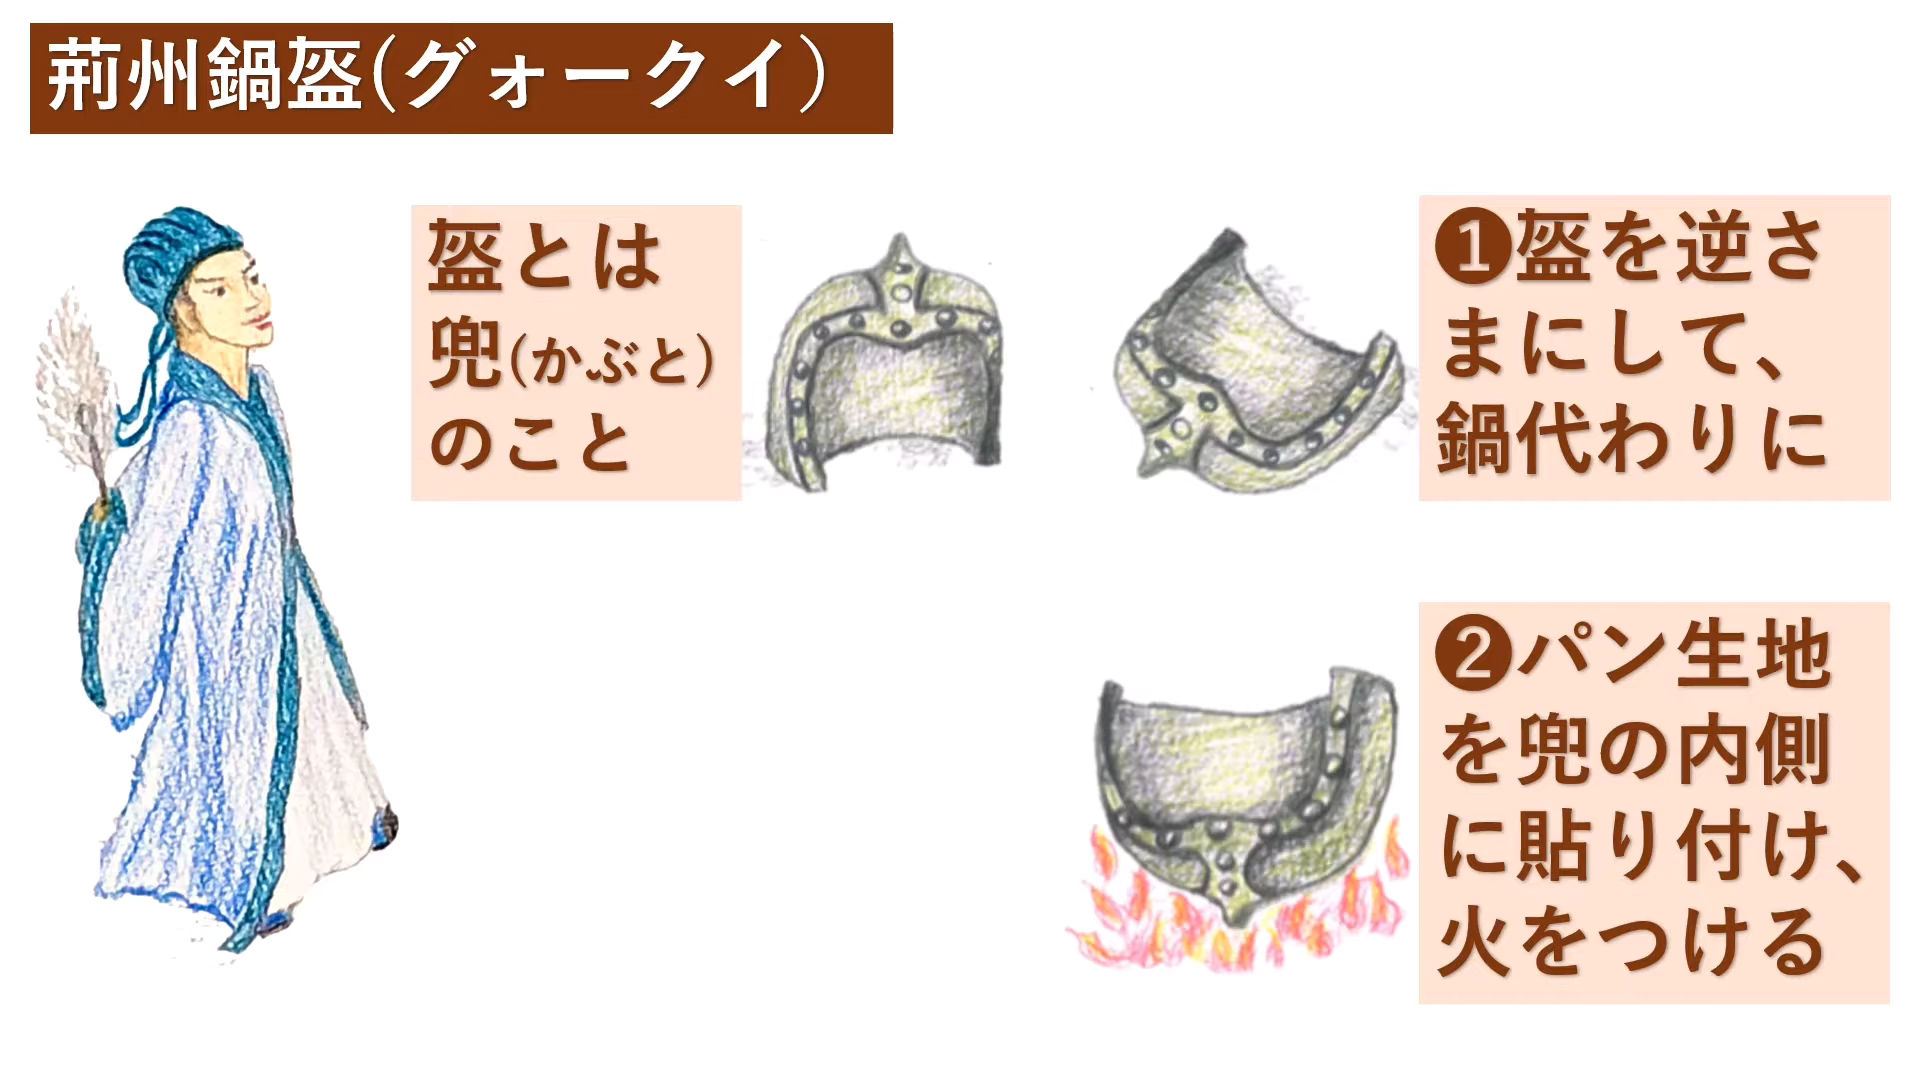 荊州鍋盔(グォークイ)
盔とは
兜(かぶと)
のこと
❶盔を逆さ
まにして、
鍋代わりに
❷パン生地
を兜の内側
に貼り付け、
火をつける